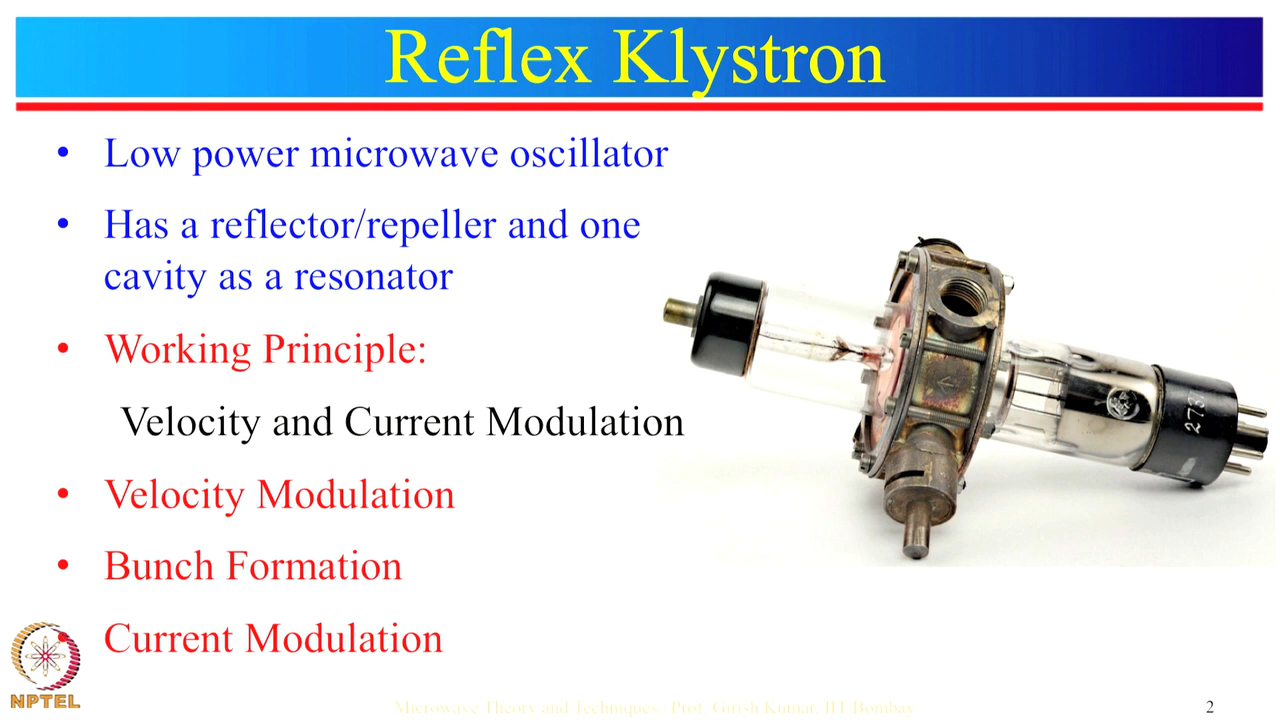 Reflex Klystron
• Low power microwave oscillator
• Has a reflector/repeller and one
cavity as a resonator
• Working Principle:
Velocity and Current Modulation
• Velocity Modulation
• Bunch Formation
• Current Modulation
273
NPTEL
Microwave Theory and Techniques Prof. Girish Kumar, IIT Bombay
2